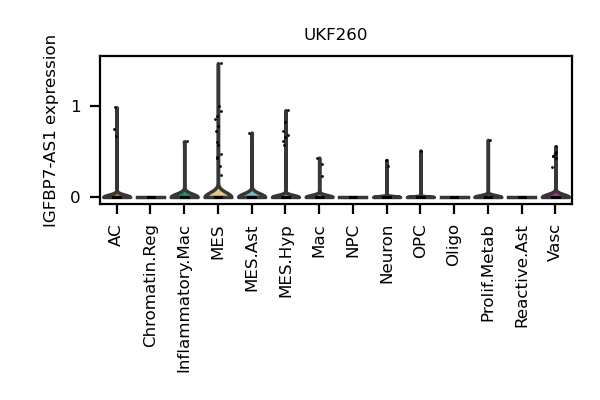 UKF260
IGFBP7-AS1 expression
1
0
AC
Chromatin.Reg
Inflammatory.Mac
MES
MES.Ast
MES.Hyp
Mac
NPC
Neuron
OPC
Oligo
Prolif.Metab
Reactive.Ast
Vasc